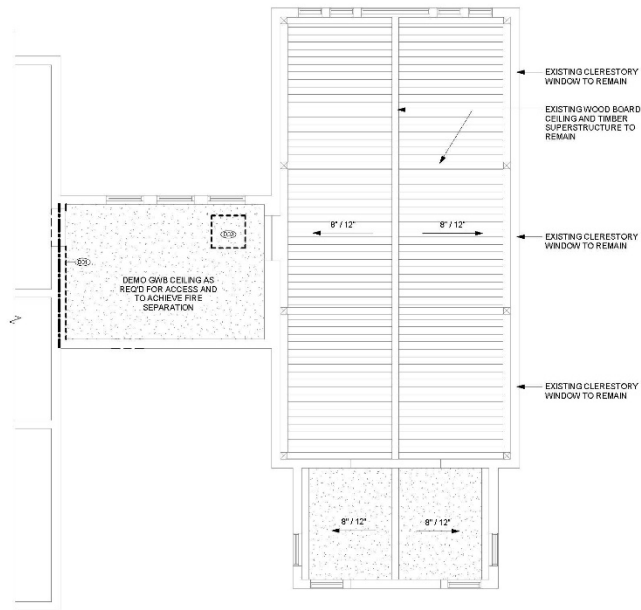 EXISTING CLERESTORY
WINDOW TO REMAIN
EXISTING WOOD BOARD
CEILING AND TIMBER
SUPERSTRUCTURE TO
REMAIN
8" / 12"
8" / 12"
EXISTING CLERESTORY
WINDOW TO REMAIN
DEMO GWB CEILING AS
REQ'D FOR ACCESS AND
TO ACHIEVE FIRE
SEPARATION
EXISTING CLERESTORY
WINDOW TO REMAIN
8" / 12"
8" / 12"